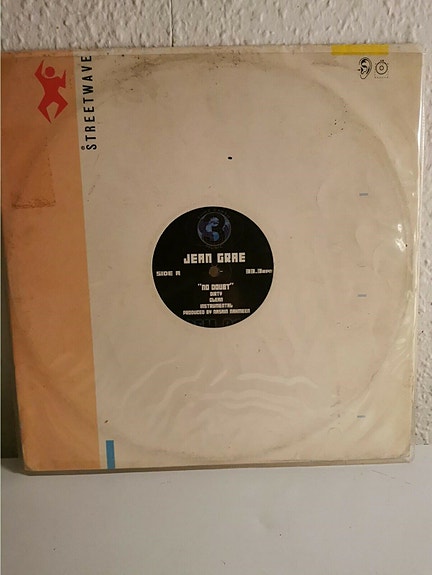 STREETWAVE
JEAN GRAE
SIDE A
33.3RPM
"NO DOUBT"
DIRTY
CLEAN
INSTRUMENTAL